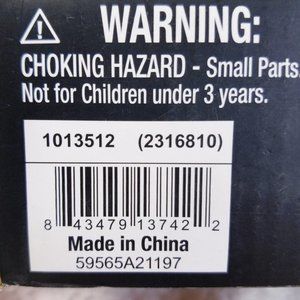 WARNING:
CHOKING HAZARD - Small Parts.
Not for Children under 3 years.
1013512 (2316810)
8 43479 13742 2
Made in China
59565A21197